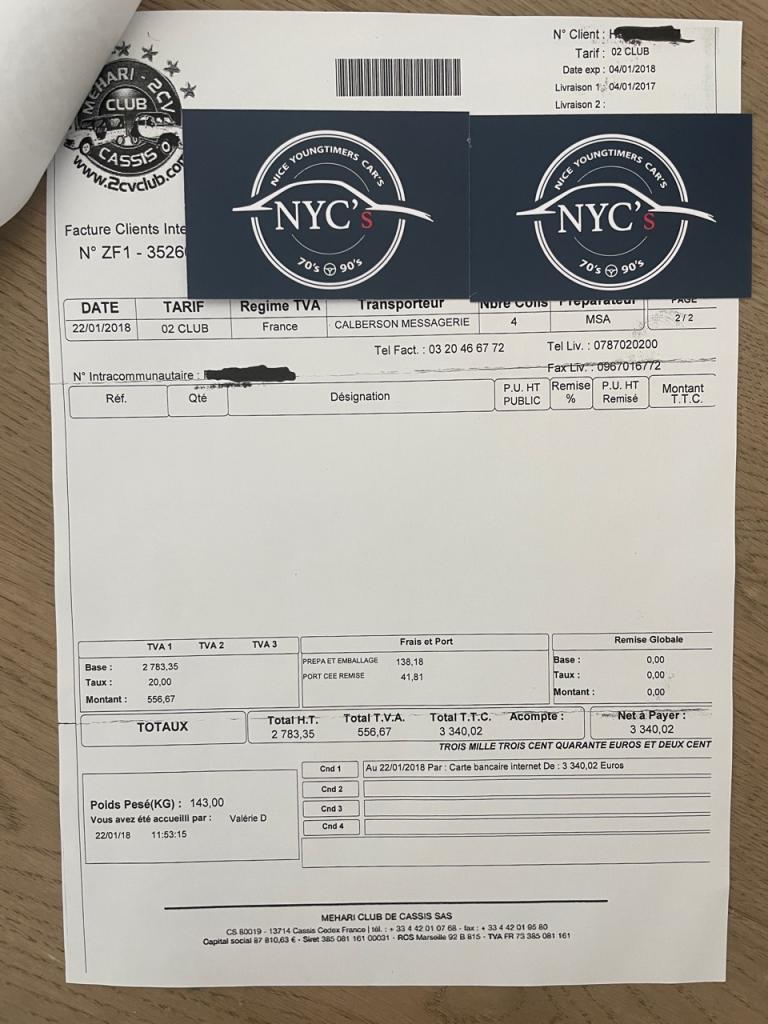 N° Client : H
Tarif : 02 CLUB
Date exp : 04/01/2018
Livraison 1 : 04/01/2017
Livraison 2 :
MEHARI - 2CV
CLUB
CASSIS
www.2cvclub.com
NICE YOUNGTIMERS CAR'S
NYC's
70's 90's
NICE YOUNGTIMERS CAR'S
NYC's
70's 90's
Facture Clients Inte
N° ZF1 - 3526
DATE TARIF Regime TVA Transporteur Nbre Colis Préparateur PAGE
22/01/2018 02 CLUB France CALBERSON MESSAGERIE 4 MSA 2/2
Tel Fact. : 03 20 46 67 72 Tel Liv. : 0787020200
N° Intracommunautaire : Fax Liv. : 0967016772
Réf. Qté Désignation P.U. HT PUBLIC Remise % P.U. HT Remisé Montant T.T.C.
TVA 1 TVA 2 TVA 3 Frais et Port Remise Globale
Base : 2 783,35 PREPA ET EMBALLAGE 138,18 Base : 0,00
Taux : 20,00 PORT CEE REMISE 41,81 Taux : 0,00
Montant : 556,67 Montant : 0,00
TOTAUX Total H.T. Total T.V.A. Total T.T.C. Acompte : Net à Payer :
2 783,35 556,67 3 340,02 3 340,02
TROIS MILLE TROIS CENT QUARANTE EUROS ET DEUX CENT
Cnd 1 Au 22/01/2018 Par : Carte bancaire internet De : 3 340,02 Euros
Cnd 2
Cnd 3
Cnd 4
Poids Pesé(KG) : 143,00
Vous avez été accueilli par : Valérie D
22/01/18 11:53:15
MEHARI CLUB DE CASSIS SAS
CS 80019 - 13714 Cassis Cedex France | tél. : + 33 4 42 01 07 68 - fax : + 33 4 42 01 95 80
Capital social 87 810,63 € - Siret 385 081 161 00031 - RCS Marseille 92 B 815 - TVA FR 73 385 081 161